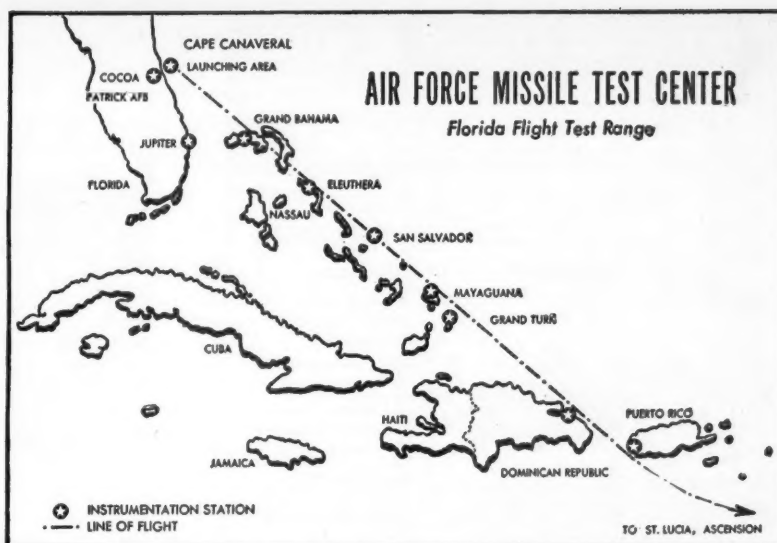 CAPE CANAVERAL
LAUNCHING AREA
COCOA
PATRICK AFB
AIR FORCE MISSILE TEST CENTER
Florida Flight Test Range
GRAND BAHAMA
JUPITER
FLORIDA
ELEUTHERA
NASSAU
SAN SALVADOR
MAYAGUANA
GRAND TURK
CUBA
HAITI
PUERTO RICO
JAMAICA
DOMINICAN REPUBLIC
INSTRUMENTATION STATION
LINE OF FLIGHT
TO ST. LUCIA, ASCENSION